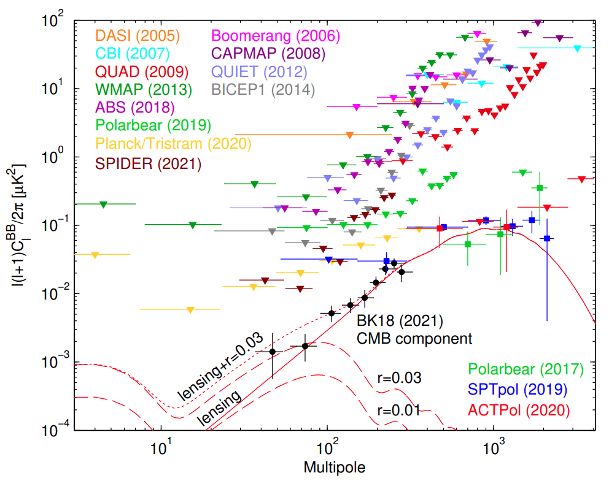 DASI (2005)
Boomerang (2006)
CBI (2007)
CAPMAP (2008)
QUAD (2009)
QUIET (2012)
WMAP (2013)
BICEP1 (2014)
ABS (2018)
Polarbear (2019)
Planck/Tristram (2020)
SPIDER (2021)
10²
10¹
10⁰
10⁻¹
10⁻²
10⁻³
10⁻⁴
l(l+1)C_l^BB/2π [μK²]
BK18 (2021)
CMB component
lensing+r=0.03
lensing
r=0.03
r=0.01
Polarbear (2017)
SPTpol (2019)
ACTPol (2020)
10¹
10²
10³
Multipole